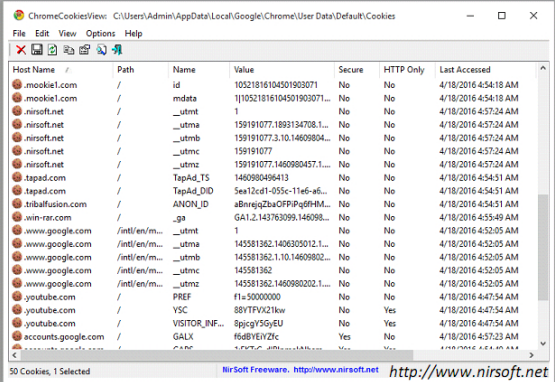 ChromeCookiesView: C:\Users\Admin\AppData\Local\Google\Chrome\User Data\Default\Cookies
File Edit View Options Help
Host Name / Path Name Value Secure HTTP Only Last Accessed
.mookie1.com / id 10521816104501903071 No No 4/18/2016 4:54:18 AM
.mookie1.com / mdata 1|10521816104501903071... No No 4/18/2016 4:54:18 AM
.nirsoft.net / __utmt 1 No No 4/18/2016 4:57:24 AM
.nirsoft.net / __utma 159191077.1893134708.1... No No 4/18/2016 4:57:24 AM
.nirsoft.net / __utmb 159191077.3.10.14609804... No No 4/18/2016 4:57:24 AM
.nirsoft.net / __utmc 159191077 No No 4/18/2016 4:57:24 AM
.nirsoft.net / __utmz 159191077.1460980457.1... No No 4/18/2016 4:57:24 AM
.tapad.com / TapAd_TS 1460980496413 No No 4/18/2016 4:54:51 AM
.tapad.com / TapAd_DID 5ea12cd1-055c-11e6-a6... No No 4/18/2016 4:54:51 AM
.tribalfusion.com / ANON_ID aBnrejqZbaOFPiPq6fHM... No No 4/18/2016 4:54:51 AM
.win-rar.com / _ga GA1.2.143763099.146098... No No 4/18/2016 4:55:49 AM
.www.google.com /intl/en/m... __utmt 1 No No 4/18/2016 4:52:05 AM
.www.google.com /intl/en/m... __utma 145581362.1406305012.1... No No 4/18/2016 4:52:05 AM
.www.google.com /intl/en/m... __utmb 145581362.1.10.1460980... No No 4/18/2016 4:52:05 AM
.www.google.com /intl/en/m... __utmc 145581362 No No 4/18/2016 4:52:05 AM
.www.google.com /intl/en/m... __utmz 145581362.1460980202.1... No No 4/18/2016 4:52:05 AM
.youtube.com / PREF f1=50000000 No No 4/18/2016 4:47:54 AM
.youtube.com / YSC 88YTFVX21kw No Yes 4/18/2016 4:47:54 AM
.youtube.com / VISITOR_INF... 8pjcgY5GyEU No Yes 4/18/2016 4:47:54 AM
accounts.google.com / GALX f6dBYEiYZfc Yes No 4/18/2016 4:57:23 AM
50 Cookies, 1 Selected NirSoft Freeware. http://www.nirsoft.net
http://www.nirsoft.net